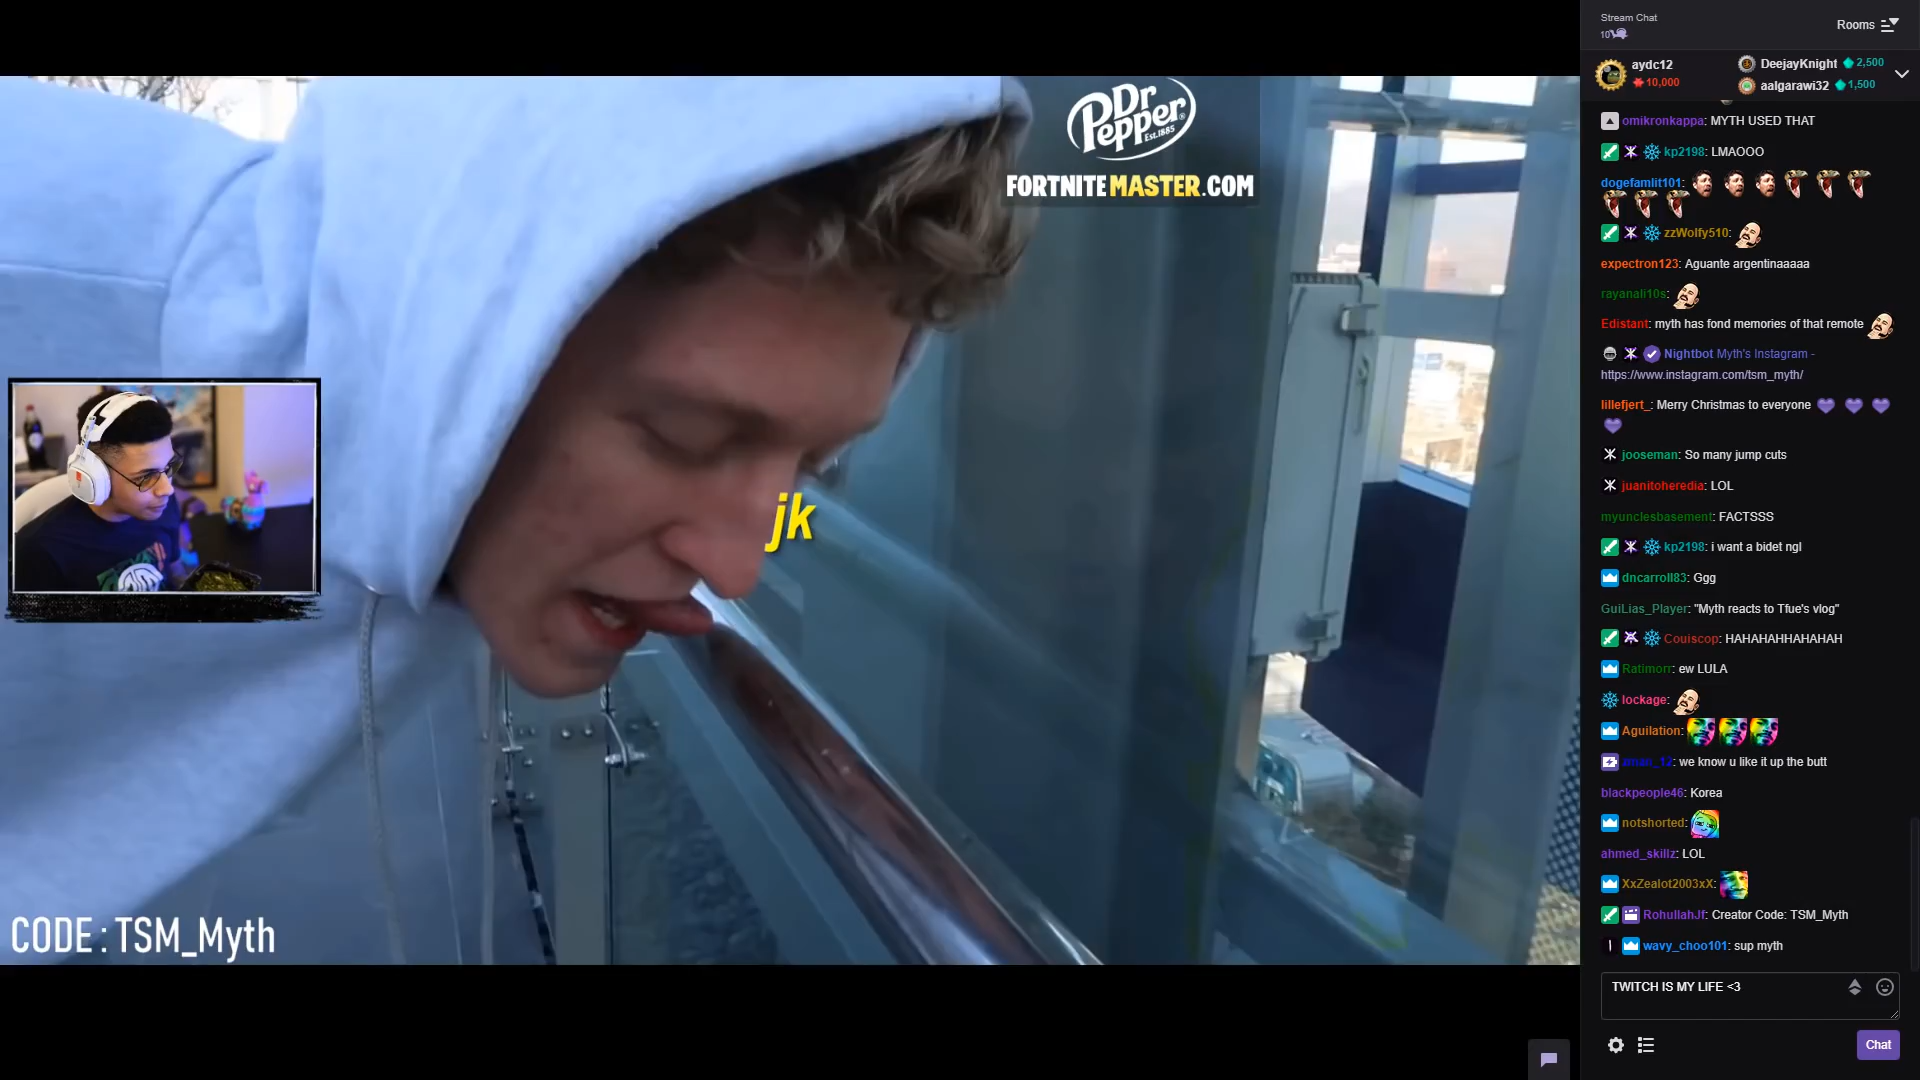 Dr
Pepper
Est.1885
FORTNITEMASTER.COM
jk
CODE : TSM_Myth
Stream Chat
10
Rooms
aydc12
10,000
DeejayKnight 2,500
aalgarawi32 1,500
omikronkappa: MYTH USED THAT
kp2198: LMAOOO
dogefamlit101:
zzWolfy510:
expectron123: Aguante argentinaaaaa
rayanali10s:
Edistant: myth has fond memories of that remote
Nightbot Myth's Instagram -
https://www.instagram.com/tsm_myth/
lillefjert_: Merry Christmas to everyone
jooseman: So many jump cuts
juanitoheredia: LOL
myunclesbasement: FACTSSS
kp2198: i want a bidet ngl
dncarroll83: Ggg
GuiLias_Player: "Myth reacts to Tfue's vlog"
Couiscop: HAHAHAHHAHAHAH
Ratimorr: ew LULA
lockage:
Aguilation:
we know u like it up the butt
blackpeople46: Korea
notshorted:
ahmed_skillz: LOL
XxZealot2003xX:
RohullahJf: Creator Code: TSM_Myth
wavy_choo101: sup myth
TWITCH IS MY LIFE <3
Chat